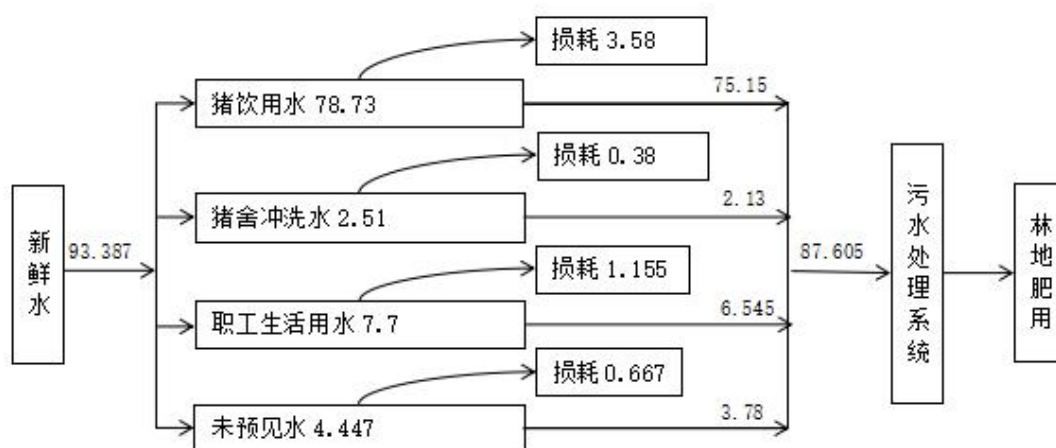 损耗 3.58
猪饮用水 78.73
75.15
损耗 0.38
猪舍冲洗水 2.51
2.13
新鲜水
93.387
损耗 1.155
职工生活用水 7.7
6.545
损耗 0.667
未预见水 4.447
3.78
87.605
污水处理系统
林地肥用